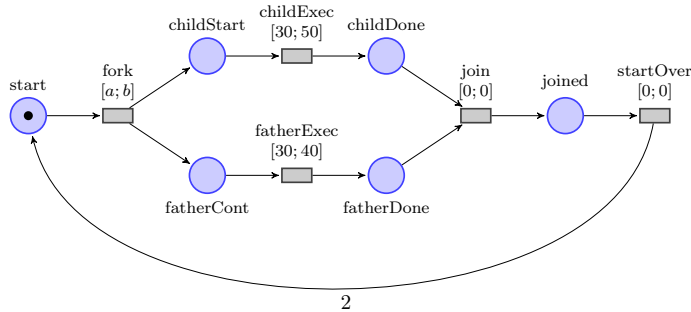 childExec
[30; 50]
childStart
childDone
start
fork
[a; b]
join
[0; 0]
joined
startOver
[0; 0]
fatherExec
[30; 40]
fatherCont
fatherDone
2